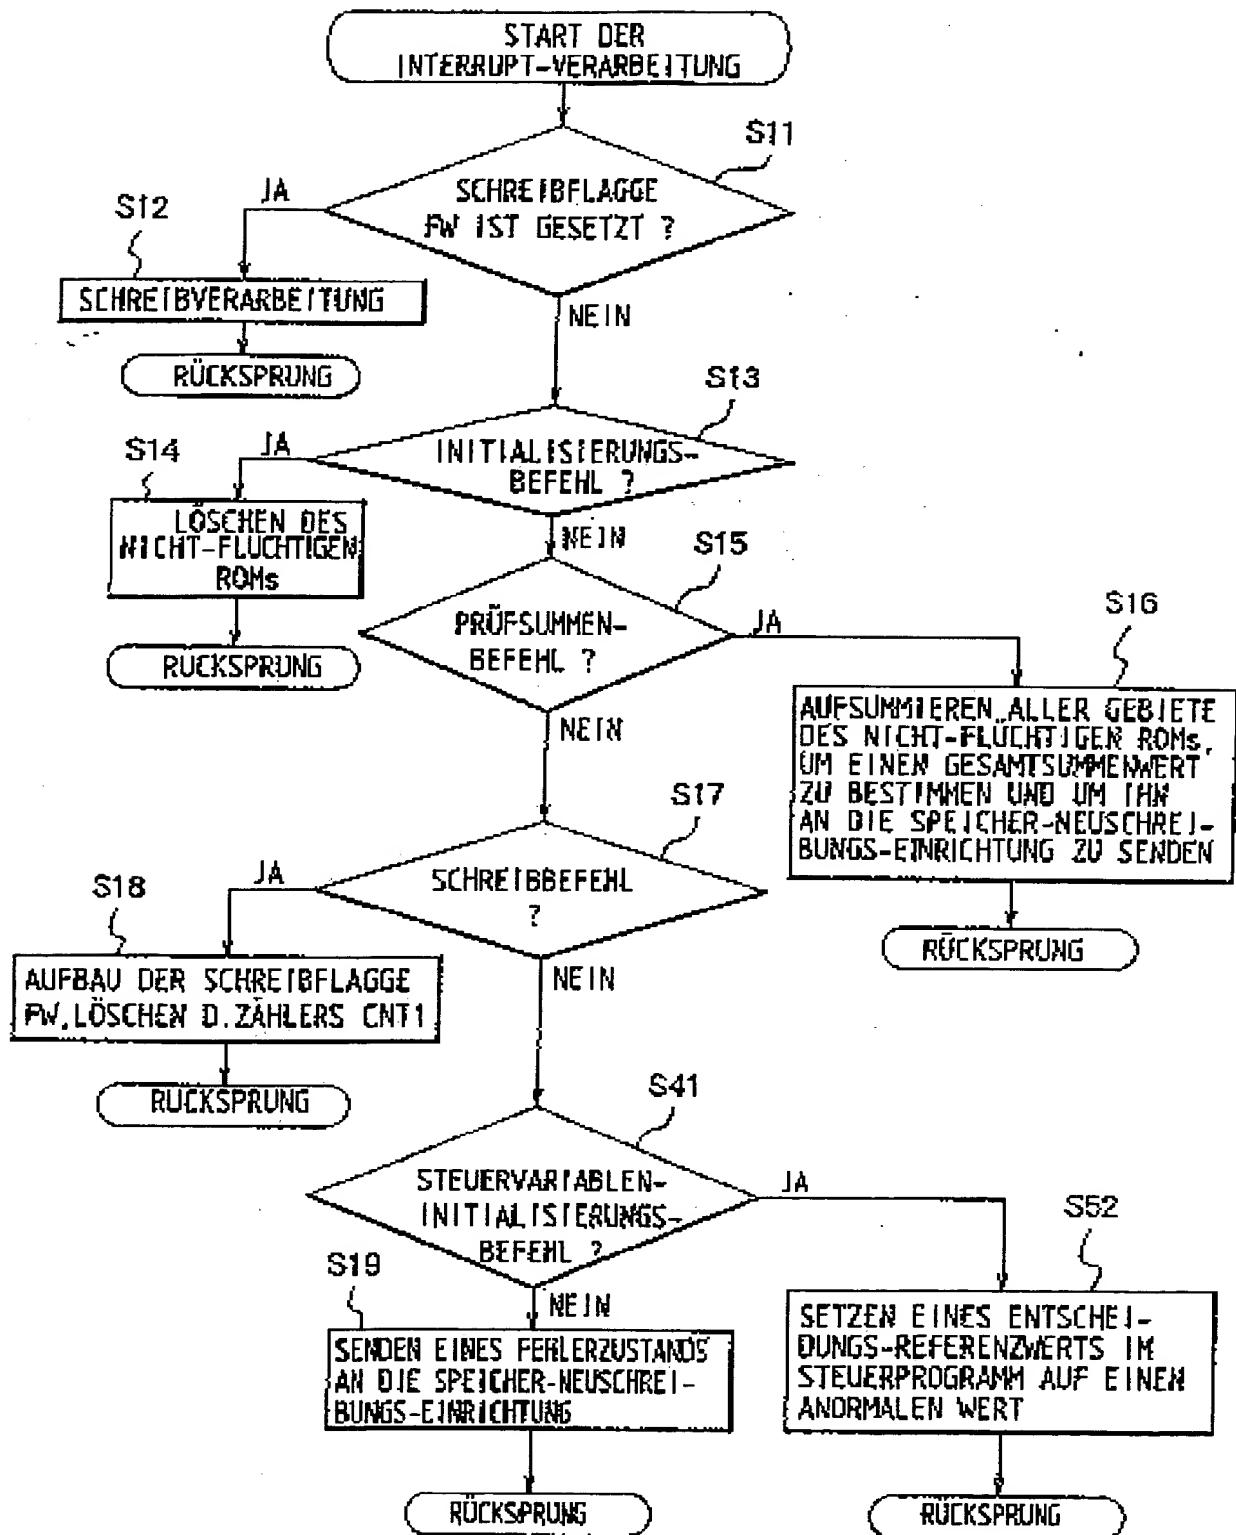 START DER
INTERRUPT-VERARBEITUNG
S11
SCHREIBFLAGGE
FW IST GESETZT ?
JA
S12
SCHREIBVERARBEITUNG
RÜCKSPRUNG
NEIN
S13
INITIALISIERUNGS-
BEFEHL ?
JA
S14
LÖSCHEN DES
NICHT-FLÜCHTIGEN
ROMs
RÜCKSPRUNG
NEIN
S15
PRÜFSUMMEN-
BEFEHL ?
JA
S16
AUFSUMMIEREN ALLER GEBIETE
DES NICHT-FLÜCHTIGEN ROMs,
UM EINEN GESAMTSUMMENWERT
ZU BESTIMMEN UND UM IHN
AN DIE SPEICHER-NEUSCHREI-
BUNGS-EINRICHTUNG ZU SENDEN
RÜCKSPRUNG
NEIN
S17
SCHREIBBEFEHL
?
JA
S18
AUFBAU DER SCHREIBFLAGGE
FW, LÖSCHEN D. ZÄHLERS CNT1
RÜCKSPRUNG
NEIN
S41
STEUERVARIABLEN-
INITIALISIERUNGS-
BEFEHL ?
JA
S52
SETZEN EINES ENTSCHEI-
DUNGS-REFERENZWERTS IM
STEUERPROGRAMM AUF EINEN
ANORMALEN WERT
RÜCKSPRUNG
NEIN
S19
SENDEN EINES FEHLERZUSTANDS
AN DIE SPEICHER-NEUSCHREI-
BUNGS-EINRICHTUNG
RÜCKSPRUNG